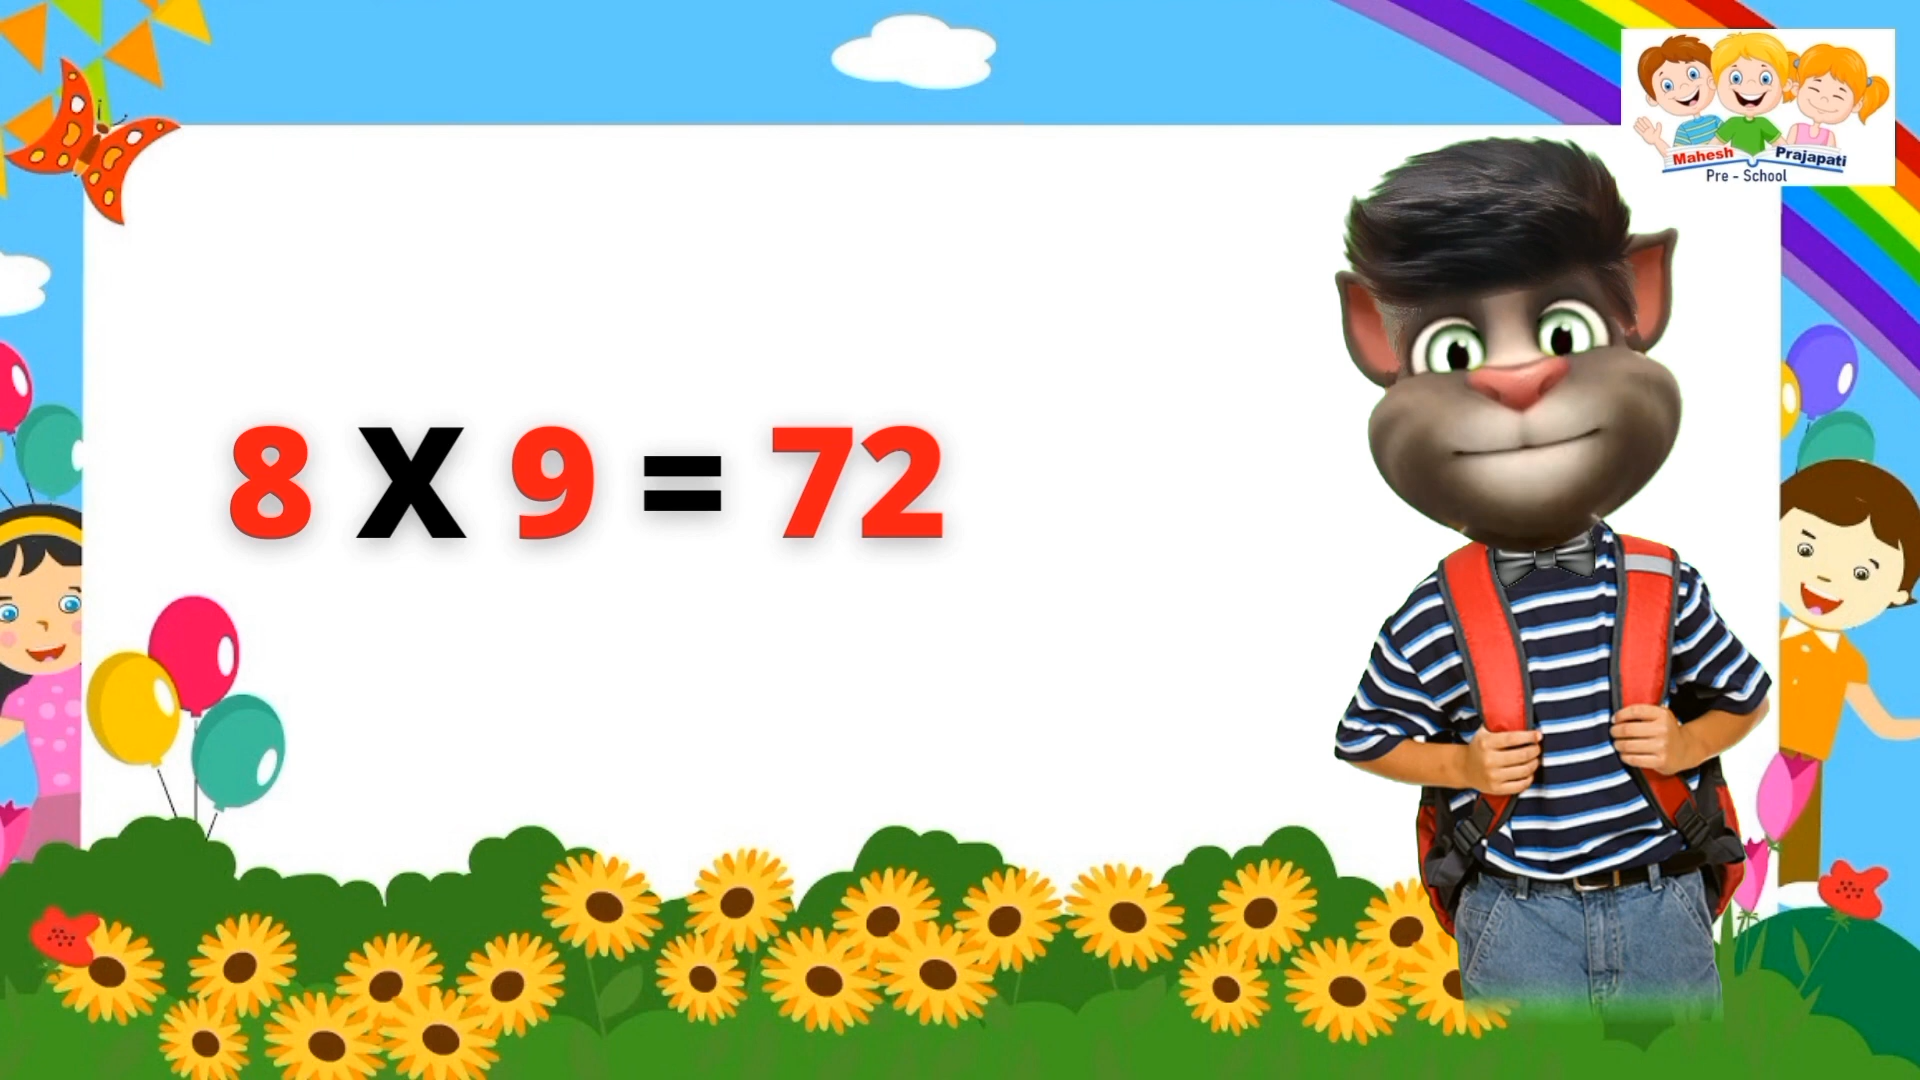 8 X 9 = 72
Mahesh Prajapati
Pre - School